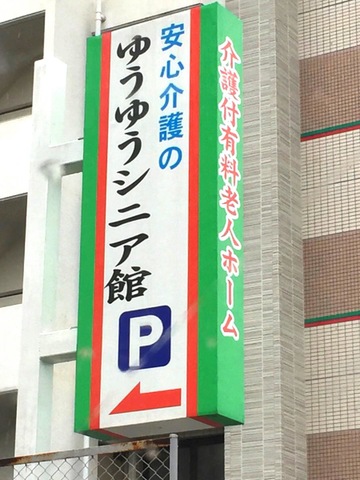 介護付有料老人ホーム
安心介護の
ゆうゆうシニア館
P